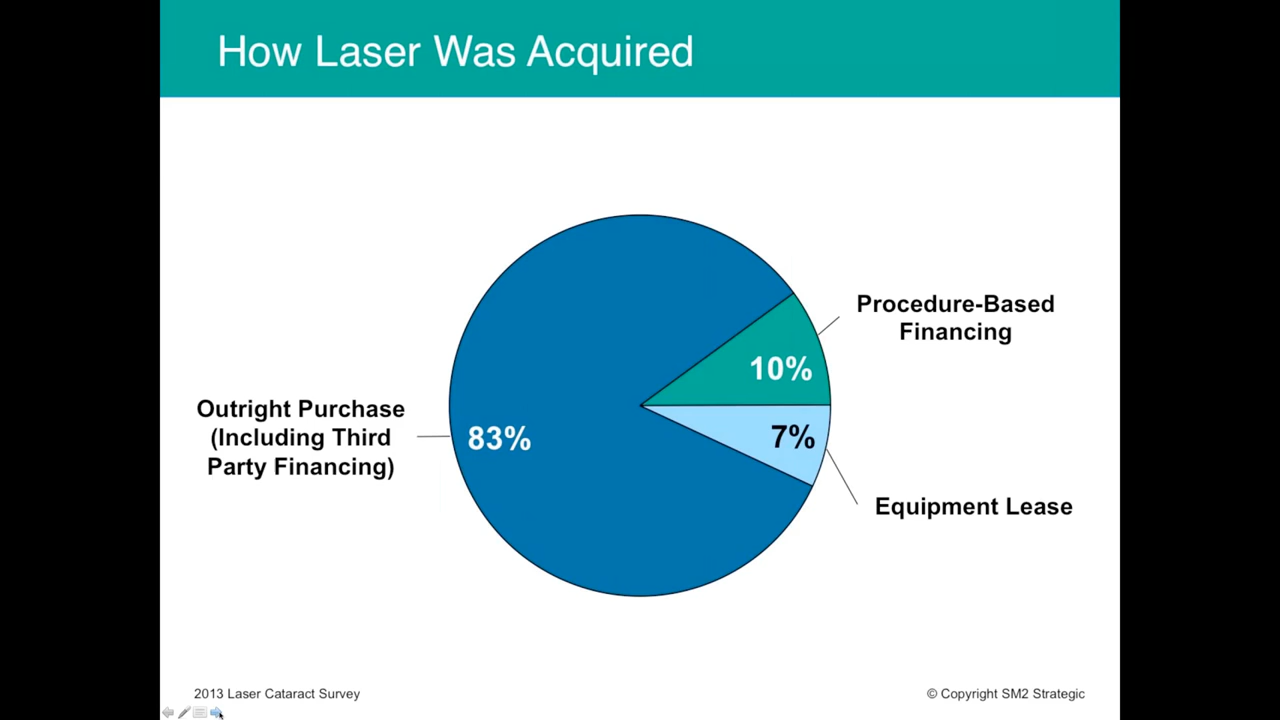 How Laser Was Acquired
Procedure-Based
Financing
10%
Outright Purchase
(Including Third
Party Financing)
83%
7%
Equipment Lease
2013 Laser Cataract Survey
© Copyright SM2 Strategic